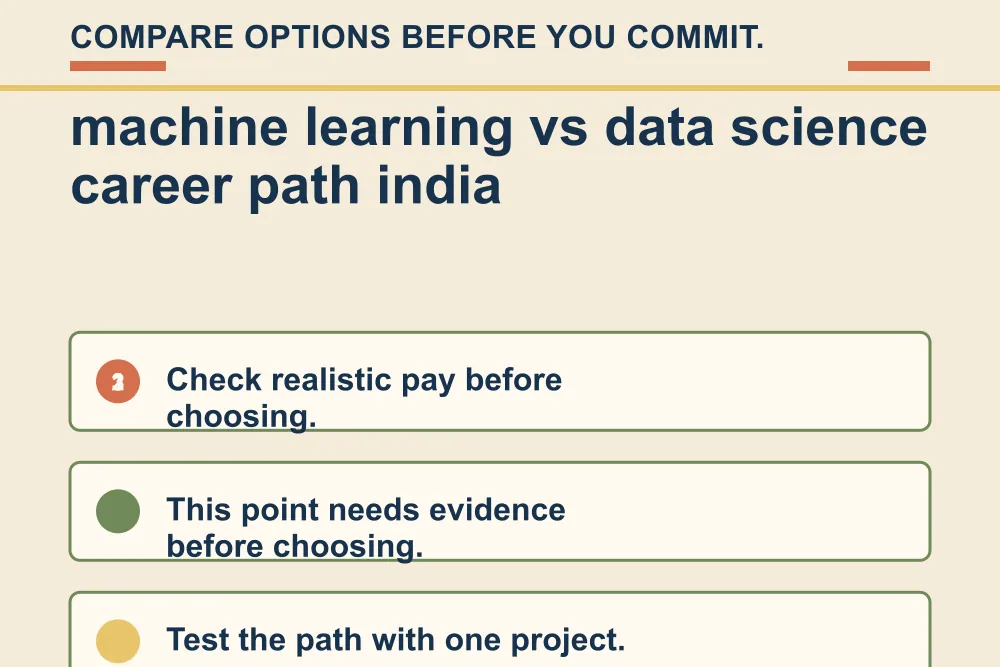 COMPARE OPTIONS BEFORE YOU COMMIT.
machine learning vs data science
career path india
Check realistic pay before
choosing.
This point needs evidence
before choosing.
Test the path with one project.